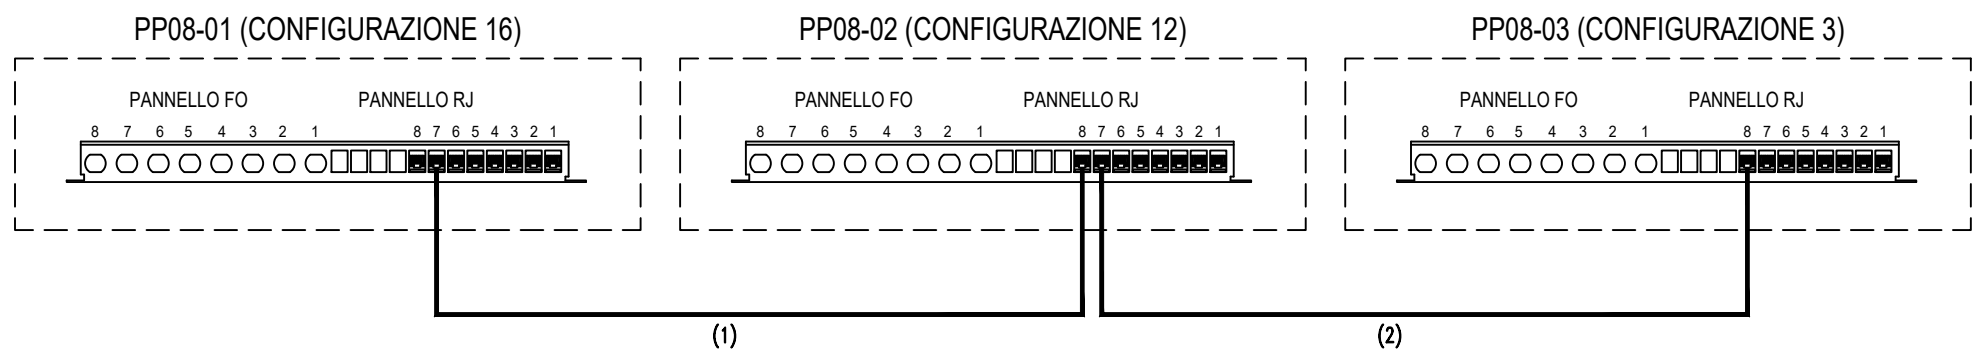 PP08-01 (CONFIGURAZIONE 16)
PANNELLO FO
PANNELLO RJ
8 7 6 5 4 3 2 1
8 7 6 5 4 3 2 1
PP08-02 (CONFIGURAZIONE 12)
PANNELLO FO
PANNELLO RJ
8 7 6 5 4 3 2 1
8 7 6 5 4 3 2 1
PP08-03 (CONFIGURAZIONE 3)
PANNELLO FO
PANNELLO RJ
8 7 6 5 4 3 2 1
8 7 6 5 4 3 2 1
(1)
(2)